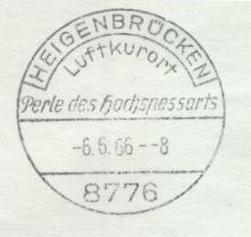 HEIGENBRÜCKEN
Luftkurort
Perle des Hochspessarts
-6.6.66--8
8776